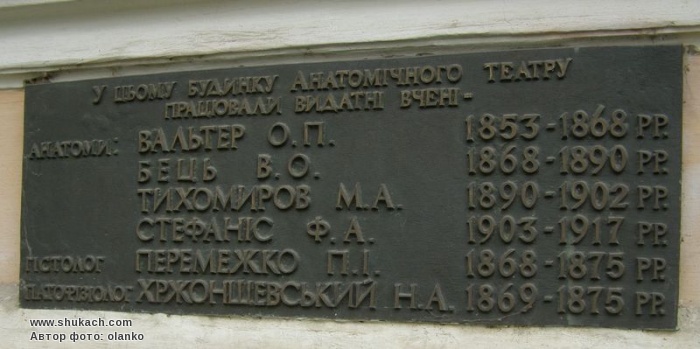 У ЦЬОМУ БУДИНКУ АНАТОМІЧНОГО ТЕАТРУ
ПРАЦЮВАЛИ ВИДАТНІ ВЧЕНІ-
АНАТОМИ: ВАЛЬТЕР О.П. 1853-1868 РР.
БЕЦЬ В.О. 1868-1890 РР.
ТИХОМИРОВ М.А. 1890-1902 РР.
СТЕФАНІС Ф.А. 1903-1917 РР.
ГІСТОЛОГ ПЕРЕМЕЖКО П.І. 1868-1875 РР.
ПАТОФІЗІОЛОГ ХРЖОНЩЕВСЬКИЙ Н.А. 1869-1875 РР.
www.shukach.com
Автор фото: olanko